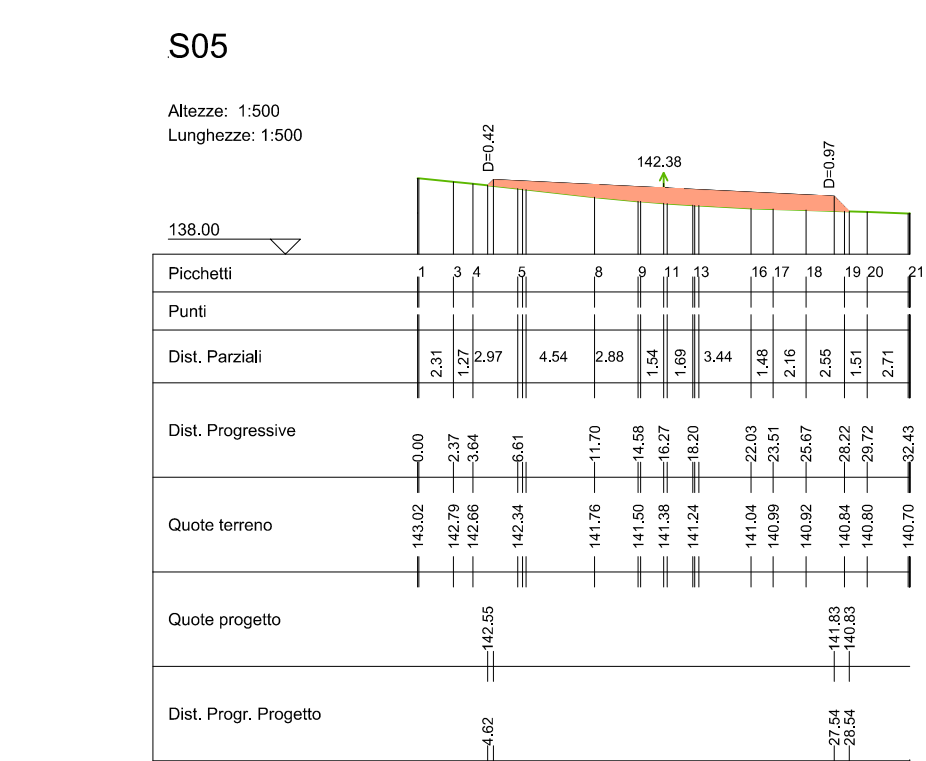 S05
Altezze: 1:500
Lunghezze: 1:500
D=0.42
142.38
D=0.97
138.00
Picchetti 1 3 4 5 8 9 11 13 16 17 18 19 20 21
Punti
Dist. Parziali 2.31 1.27 2.97 4.54 2.88 1.54 1.69 3.44 1.48 2.16 2.55 1.51 2.71
Dist. Progressive 0.00 2.37 3.64 6.61 11.70 14.58 16.27 18.20 22.03 23.51 25.67 28.22 29.72 32.43
Quote terreno 143.02 142.79 142.66 142.34 141.76 141.50 141.38 141.24 141.04 140.99 140.92 140.84 140.80 140.70
Quote progetto 142.55 141.83 140.83
Dist. Progr. Progetto 4.62 27.54 28.54